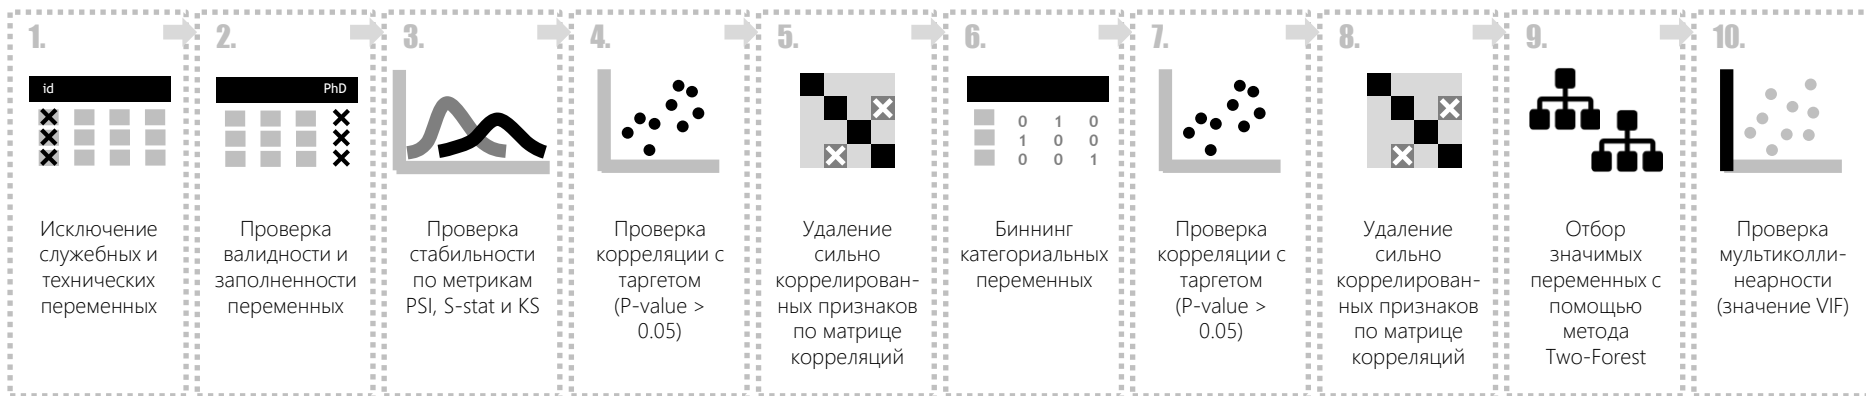 1.
id
Исключение
служебных и
технических
переменных
2.
PhD
Проверка
валидности и
заполненности
переменных
3.
Проверка
стабильности
по метрикам
PSI, S-stat и KS
4.
Проверка
корреляции с
таргетом
(P-value >
0.05)
5.
Удаление
сильно
коррелирован-
ных признаков
по матрице
корреляций
6.
0 1 0
1 0 0
0 0 1
Биннинг
категориальных
переменных
7.
Проверка
корреляции с
таргетом
(P-value >
0.05)
8.
Удаление
сильно
коррелирован-
ных признаков
по матрице
корреляций
9.
Отбор
значимых
переменных с
помощью
метода
Two-Forest
10.
Проверка
мультиколли-
неарности
(значение VIF)